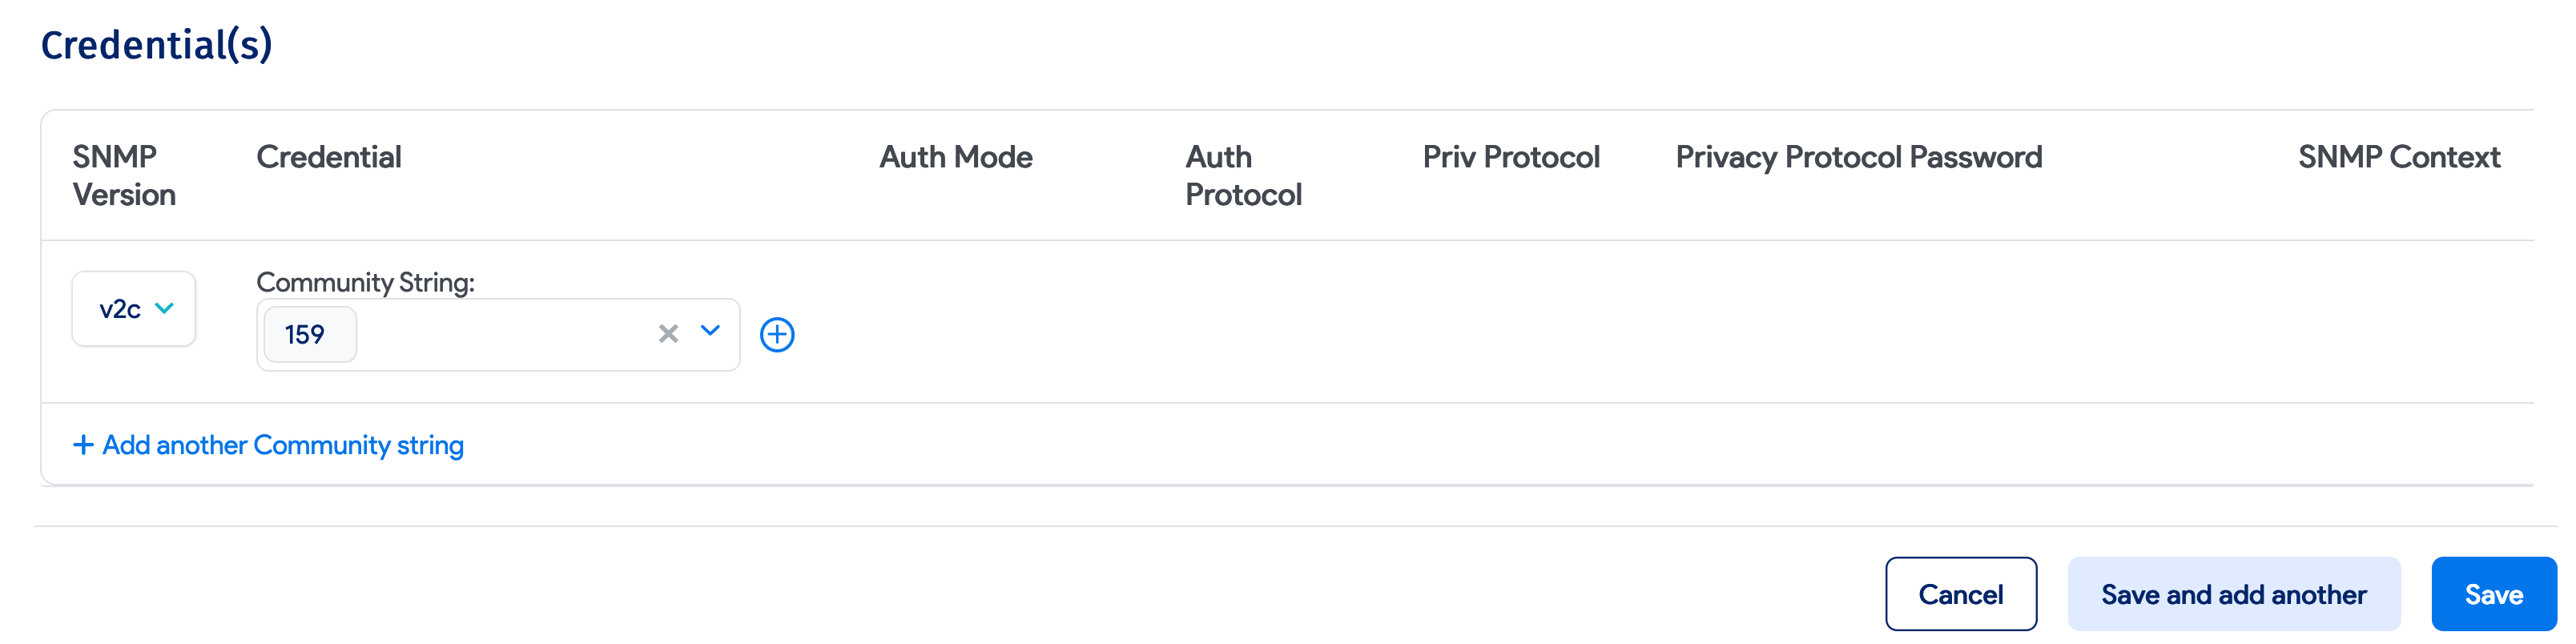 Credential(s)
SNMP Version
Credential
Auth Mode
Auth Protocol
Priv Protocol
Privacy Protocol Password
SNMP Context
v2c
Community String:
159
+ Add another Community string
Cancel
Save and add another
Save